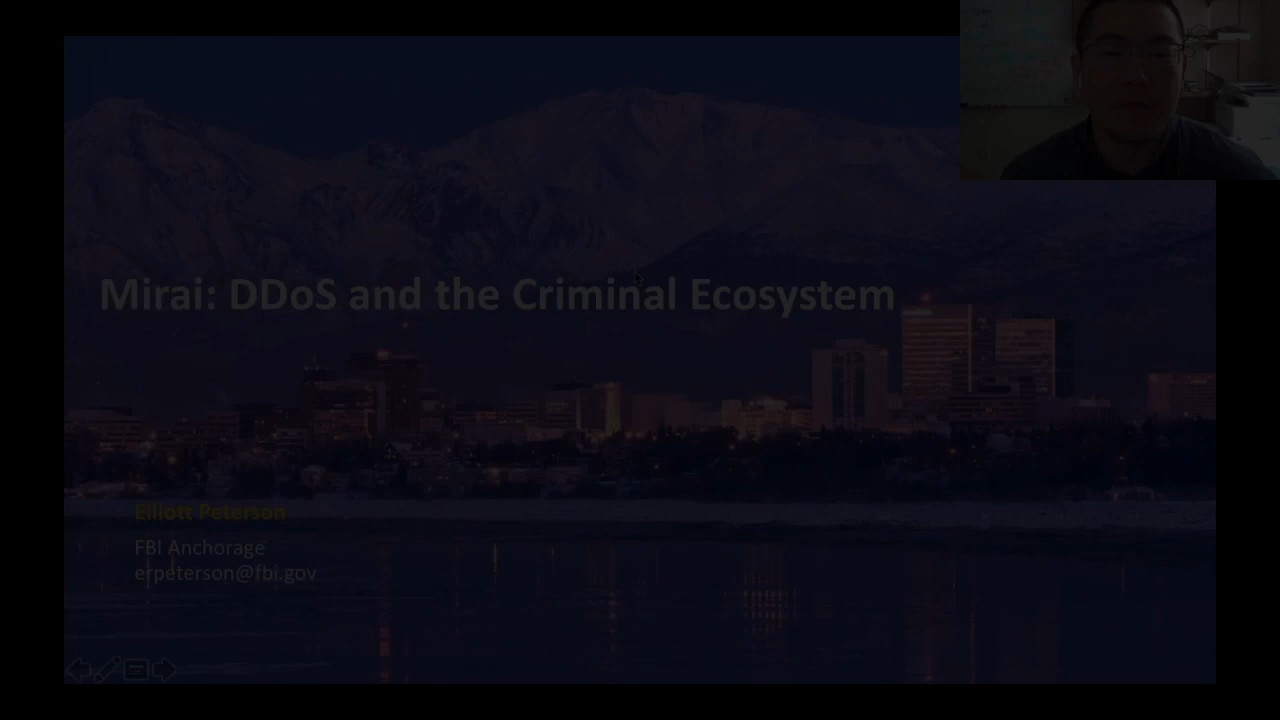 Mirai: DDoS and the Criminal Ecosystem
Elliott Peterson
FBI Anchorage
erpeterson@fbi.gov